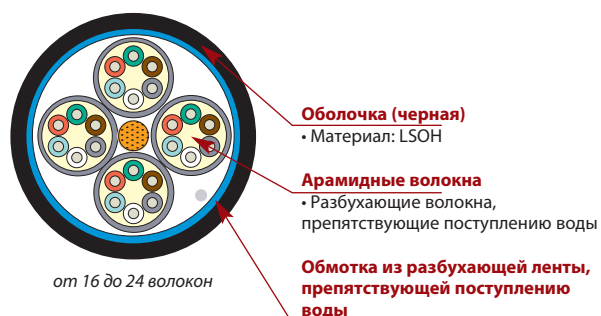 Оболочка (черная)
• Материал: LSOH
Арамидные волокна
• Разбухающие волокна,
препятствующие поступлению воды
Обмотка из разбухающей ленты,
препятствующей поступлению
воды
от 16 до 24 волокон